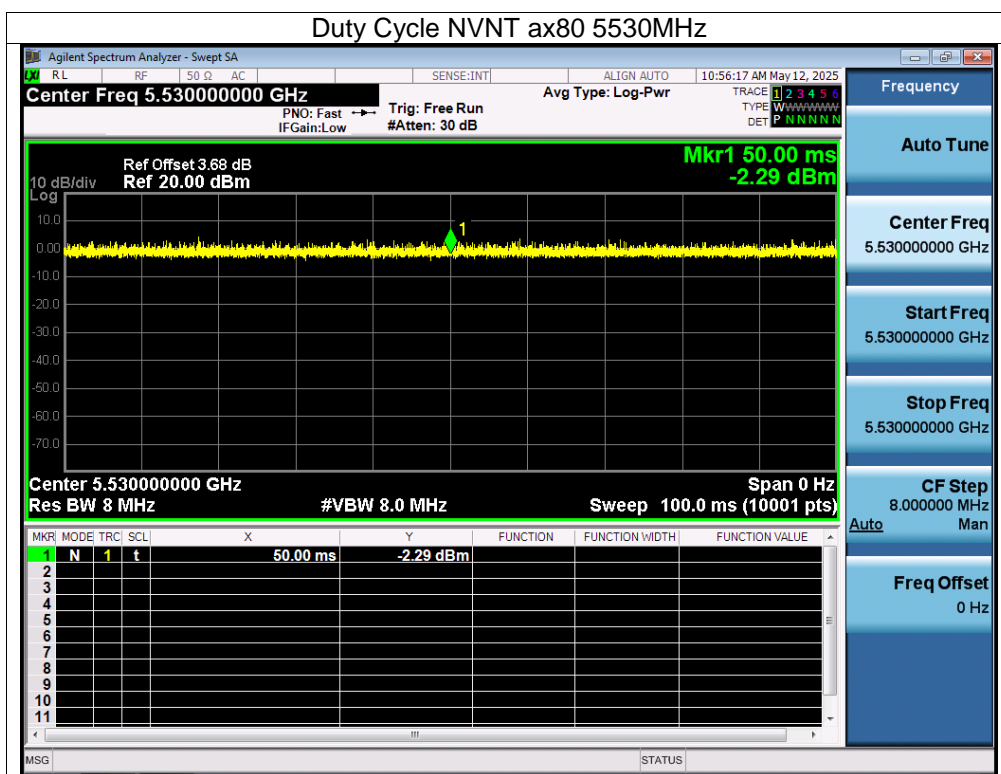 Duty Cycle NVNT ax80 5530MHz
Agilent Spectrum Analyzer - Swept SA
LXI RL RF 50 Ω AC SENSE:INT ALIGN AUTO 10:56:17 AM May 12, 2025
Center Freq 5.530000000 GHz
PNO: Fast
IFGain:Low
Trig: Free Run
#Atten: 30 dB
Avg Type: Log-Pwr
TRACE 1 2 3 4 5 6
TYPE WWWWWW
DET P N N N N N
Mkr1 50.00 ms
-2.29 dBm
Ref Offset 3.68 dB
10 dB/div Ref 20.00 dBm
Log
10.0
0.00
-10.0
-20.0
-30.0
-40.0
-50.0
-60.0
-70.0
1
Center 5.530000000 GHz Span 0 Hz
Res BW 8 MHz #VBW 8.0 MHz Sweep 100.0 ms (10001 pts)
MKR MODE TRC SCL X Y FUNCTION FUNCTION WIDTH FUNCTION VALUE
1 N 1 t 50.00 ms -2.29 dBm
2
3
4
5
6
7
8
9
10
11
MSG STATUS
Frequency
Auto Tune
Center Freq
5.530000000 GHz
Start Freq
5.530000000 GHz
Stop Freq
5.530000000 GHz
CF Step
8.000000 MHz
Auto Man
Freq Offset
0 Hz